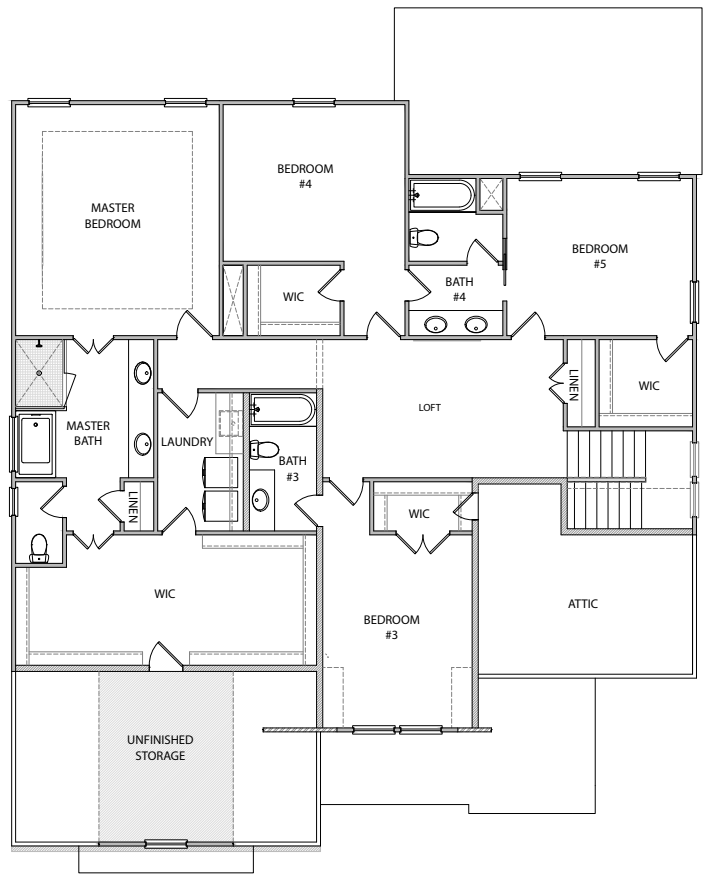 MASTER
BEDROOM
BEDROOM
#4
BEDROOM
#5
WIC
BATH
#4
WIC
LINEN
LOFT
MASTER
BATH
LAUNDRY
BATH
#3
LINEN
WIC
WIC
BEDROOM
#3
ATTIC
UNFINISHED
STORAGE